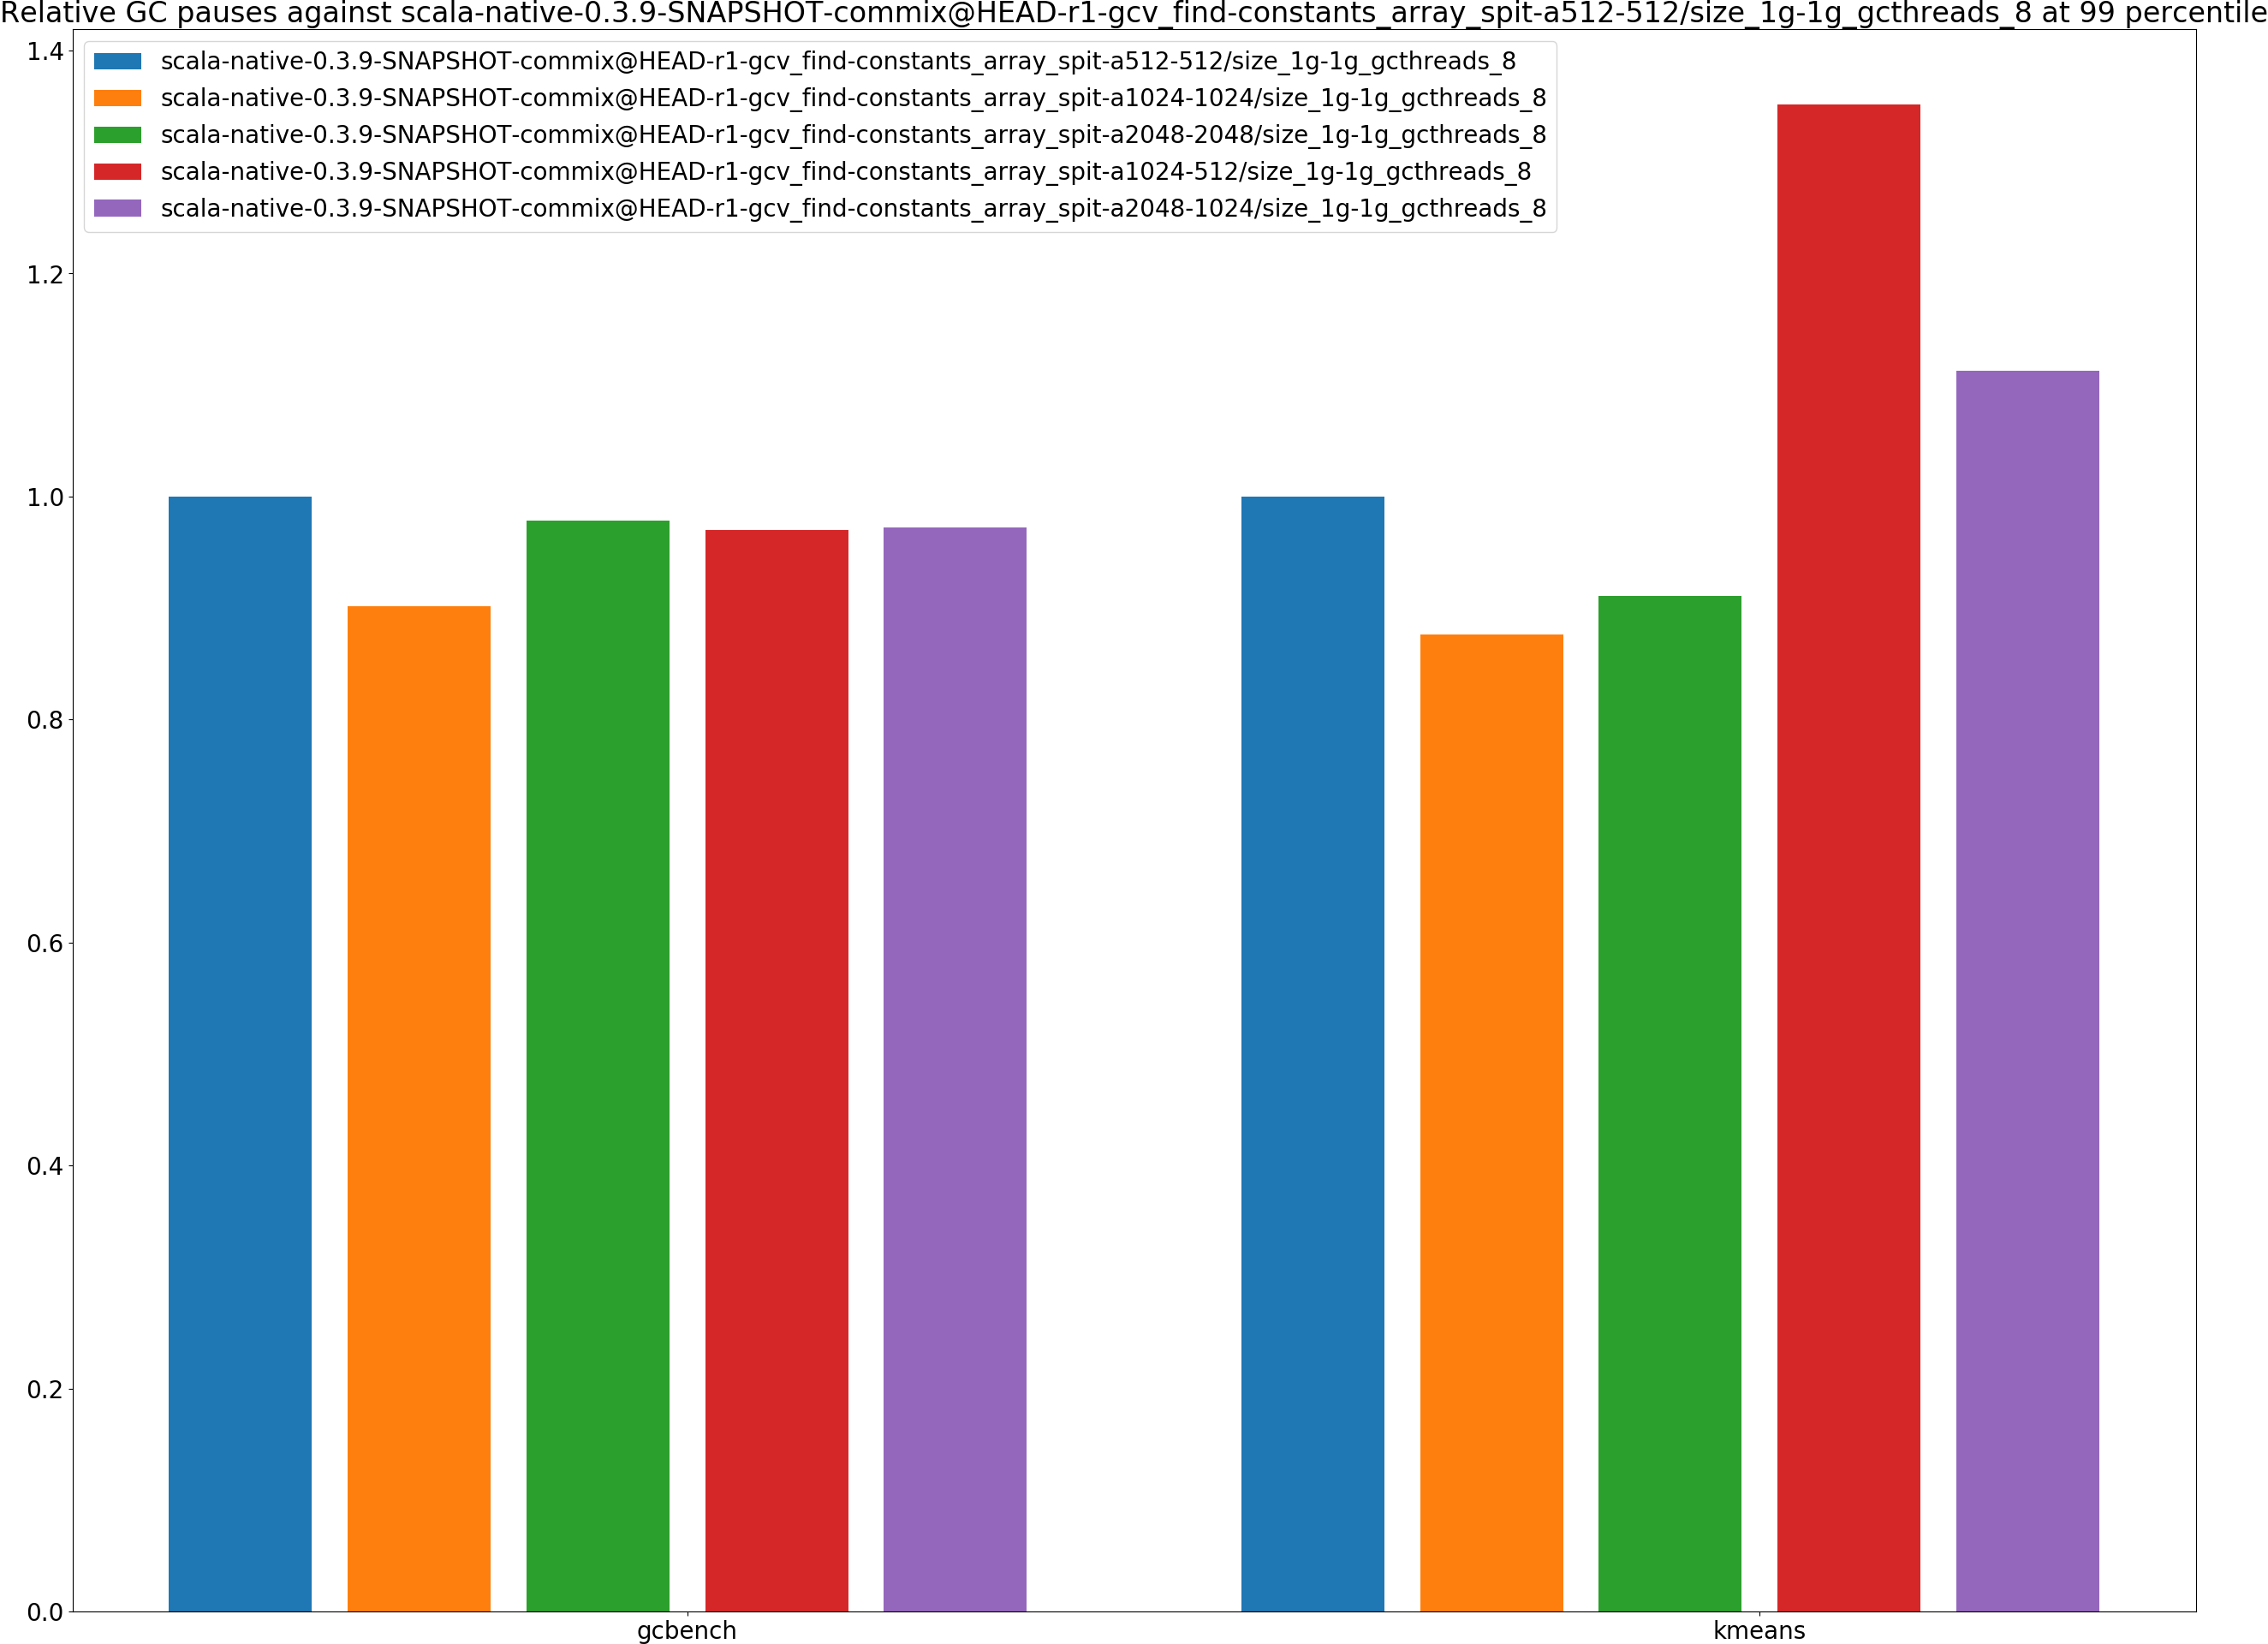 Relative GC pauses against scala-native-0.3.9-SNAPSHOT-commix@HEAD-r1-gcv_find-constants_array_spit-a512-512/size_1g-1g_gcthreads_8 at 99 percentile
1.4
1.2
1.0
0.8
0.6
0.4
0.2
0.0
scala-native-0.3.9-SNAPSHOT-commix@HEAD-r1-gcv_find-constants_array_spit-a512-512/size_1g-1g_gcthreads_8
scala-native-0.3.9-SNAPSHOT-commix@HEAD-r1-gcv_find-constants_array_spit-a1024-1024/size_1g-1g_gcthreads_8
scala-native-0.3.9-SNAPSHOT-commix@HEAD-r1-gcv_find-constants_array_spit-a2048-2048/size_1g-1g_gcthreads_8
scala-native-0.3.9-SNAPSHOT-commix@HEAD-r1-gcv_find-constants_array_spit-a1024-512/size_1g-1g_gcthreads_8
scala-native-0.3.9-SNAPSHOT-commix@HEAD-r1-gcv_find-constants_array_spit-a2048-1024/size_1g-1g_gcthreads_8
gcbench
kmeans